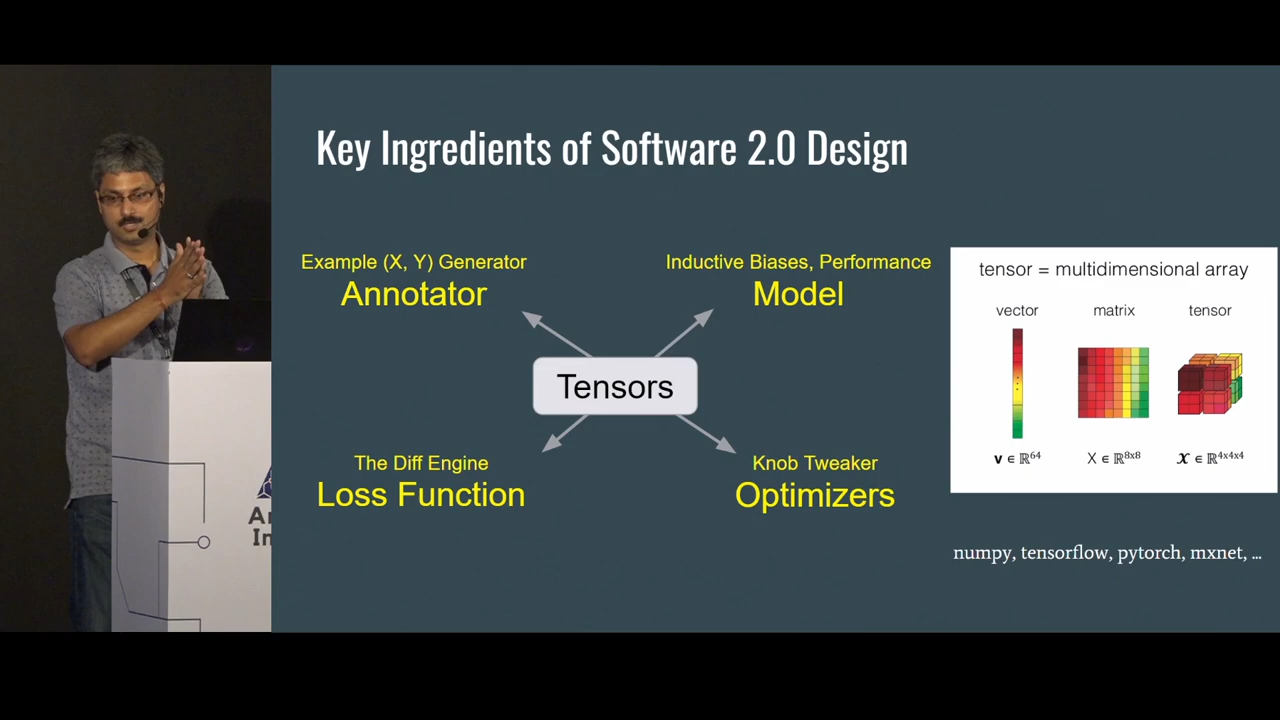 Key Ingredients of Software 2.0 Design
Example (X, Y) Generator
Annotator
Inductive Biases, Performance
Model
Tensors
The Diff Engine
Loss Function
Knob Tweaker
Optimizers
tensor = multidimensional array
vector matrix tensor
v ∈ ℝ⁶⁴ X ∈ ℝ⁸ˣ⁸ 𝓧 ∈ ℝ⁴ˣ⁴ˣ⁴
numpy, tensorflow, pytorch, mxnet, ...